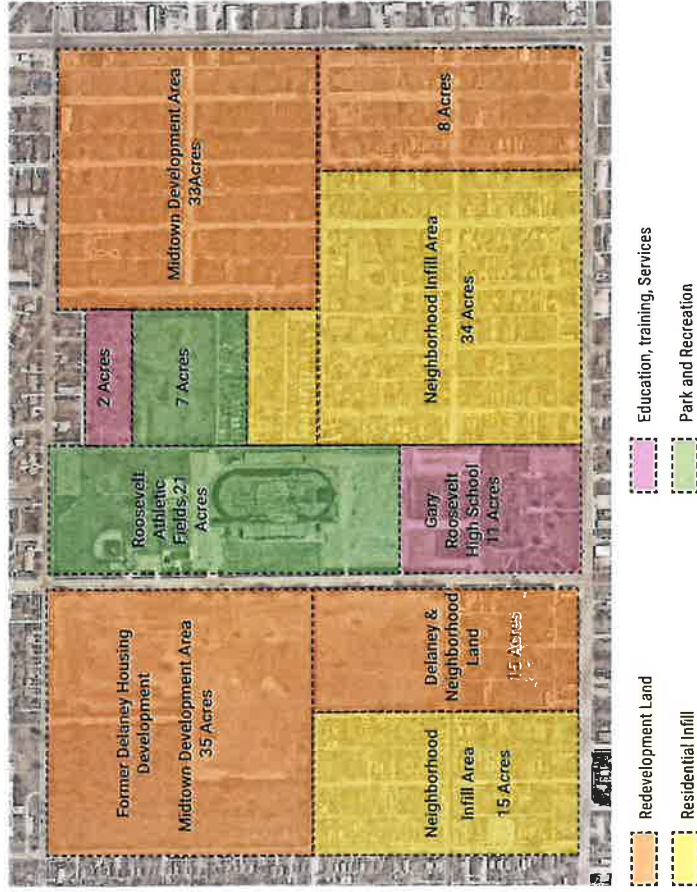 Former Delaney Housing
Development
Midtown Development Area
35 Acres
Neighborhood
Infill Area
15 Acres
Delaney &
Neighborhood
Land
15 Acres
Roosevelt
Athletic
Fields 21
Acres
Gary
Roosevelt
High School
11 Acres
2 Acres
7 Acres
Neighborhood Infill Area
34 Acres
Midtown Development Area
33Acres
8 Acres
Redevelopment Land
Residential Infill
Education, training, Services
Park and Recreation